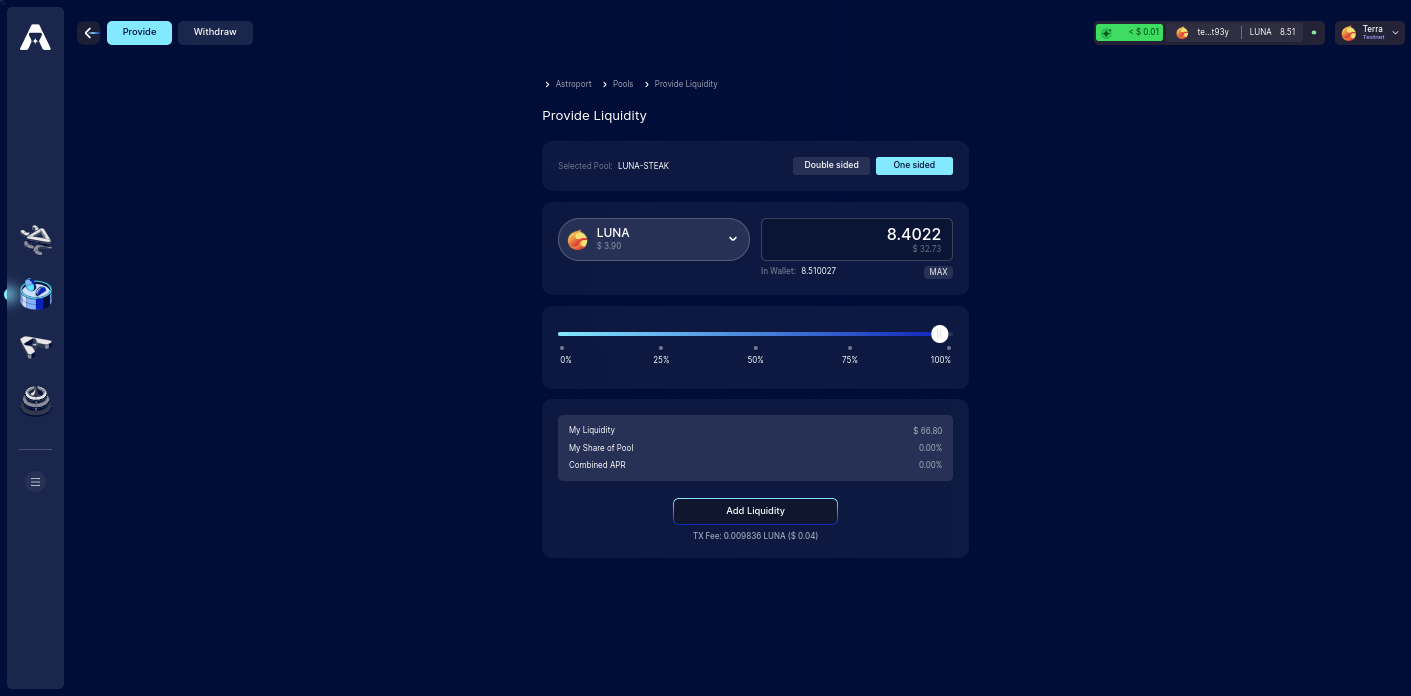 Provide Withdraw < $ 0.01 te...t93y LUNA 8.51 Terra
Testnet
Astroport Pools Provide Liquidity
Provide Liquidity
Selected Pool: LUNA-STEAK Double sided One sided
LUNA 8.4022
$ 3.90 $ 32.73
In Wallet: 8.510027 MAX
0% 25% 50% 75% 100%
My Liquidity $ 66.80
My Share of Pool 0.00%
Combined APR 0.00%
Add Liquidity
TX Fee: 0.009836 LUNA ($ 0.04)